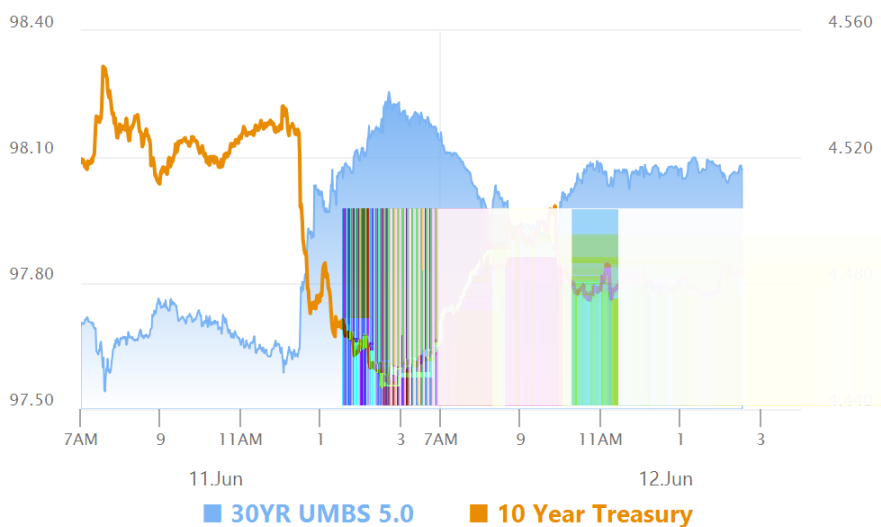 98.40 4.560
98.10 4.520
97.80 4.480
97.50
7AM 9 11AM 1 3 7AM 9 11AM 1 3
11.Jun 12.Jun
30YR UMBS 5.0 10 Year Treasury